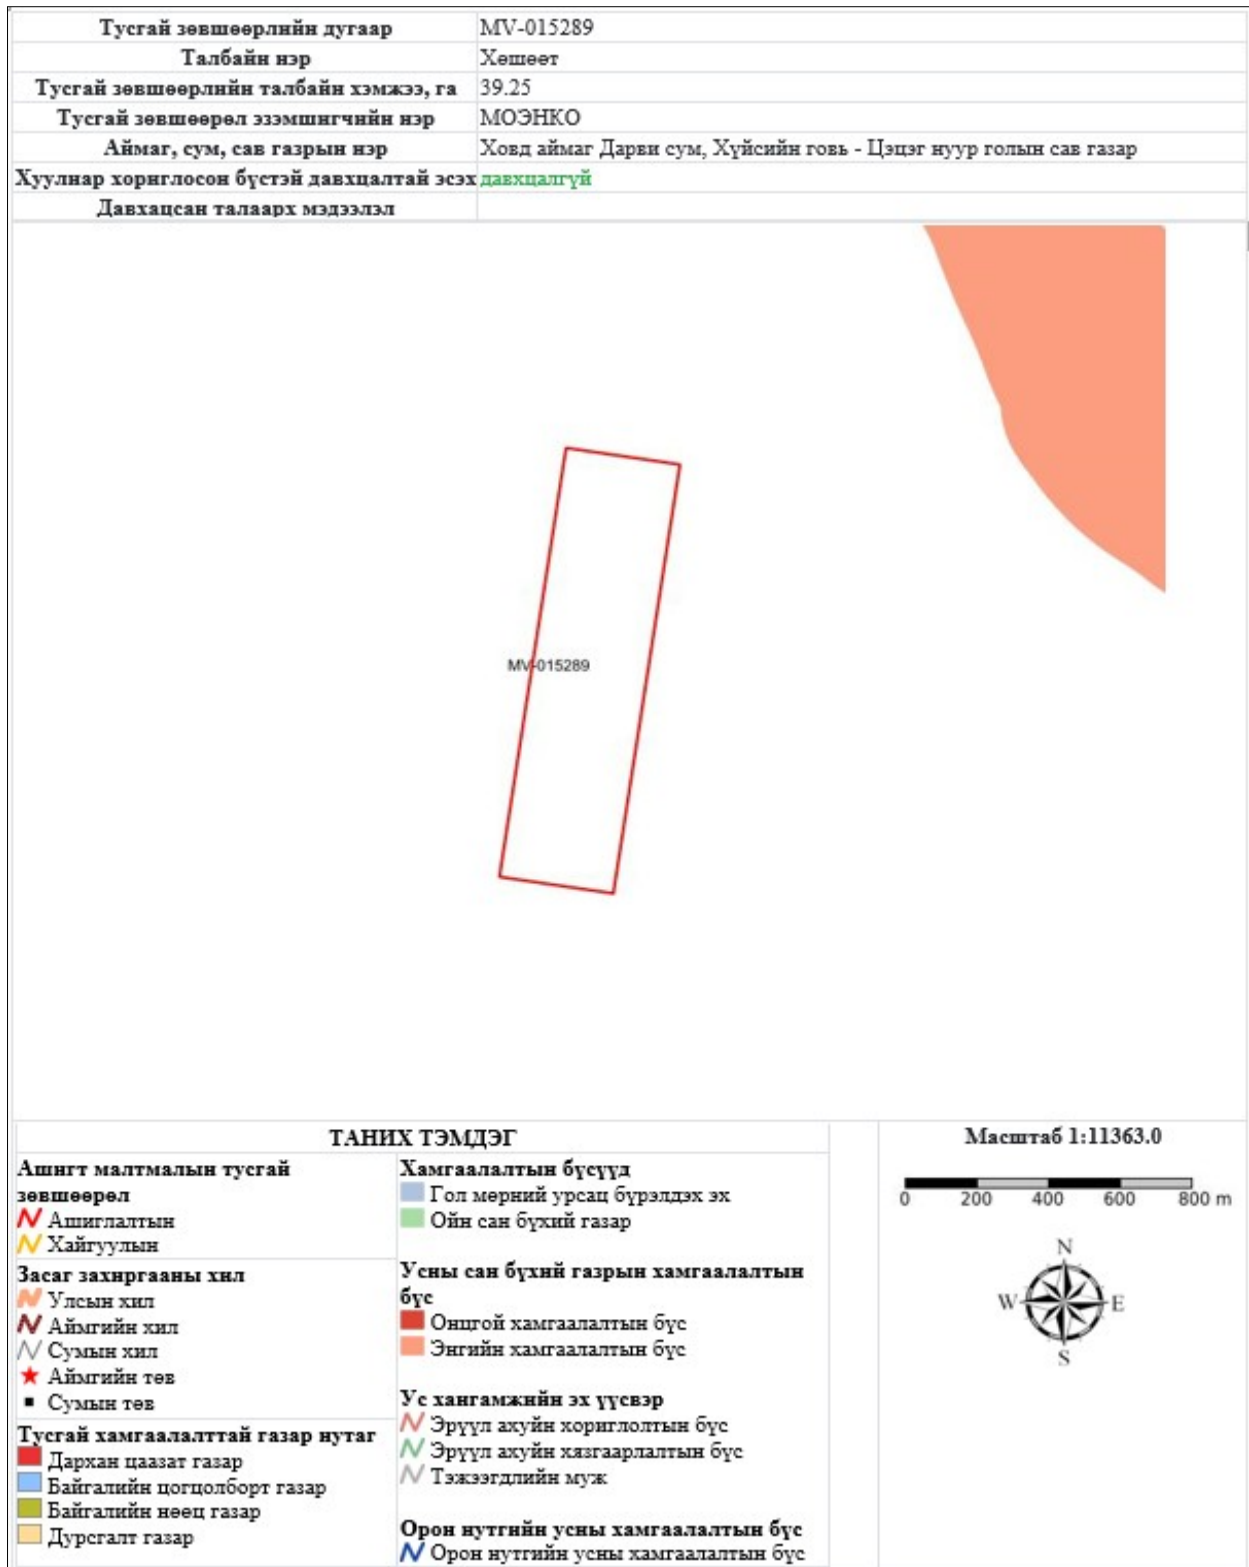 Тусгай зөвшөөрлийн дугаар MV-015289
Талбайн нэр Хөшөөт
Тусгай зөвшөөрлийн талбайн хэмжээ, га 39.25
Тусгай зөвшөөрөл эзэмшигчийн нэр МОЭНКО
Аймаг, сум, сав газрын нэр Ховд аймаг Дарви сум, Хүйсийн говь - Цэцэг нуур голын сав газар
Хуулиар хориглосон бүстэй давхцалтай эсэх давхцалгүй
Давхацсан талаарх мэдээлэл
MV-015289
ТАНИХ ТЭМДЭГ
Ашигт малтмалын тусгай
зөвшөөрөл
Ашиглалтын
Хайгуулын
Засаг захиргааны хил
Улсын хил
Аймгийн хил
Сумын хил
Аймгийн төв
Сумын төв
Тусгай хамгаалалттай газар нутаг
Дархан цаазат газар
Байгалийн цогцолборт газар
Байгалийн нөөц газар
Дурсгалт газар
Хамгаалалтын бүсүүд
Гол мөрний урсац бүрэлдэх эх
Ойн сан бүхий газар
Усны сан бүхий газрын хамгаалалтын
бүс
Онцгой хамгаалалтын бүс
Энгийн хамгаалалтын бүс
Ус хангамжийн эх үүсвэр
Эрүүл ахуйн хориглолтын бүс
Эрүүл ахуйн хязгаарлалтын бүс
Тэжээгдлийн муж
Орон нутгийн усны хамгаалалтын бүс
Орон нутгийн усны хамгаалалтын бүс
Масштаб 1:11363.0
0 200 400 600 800 m
N
W E
S